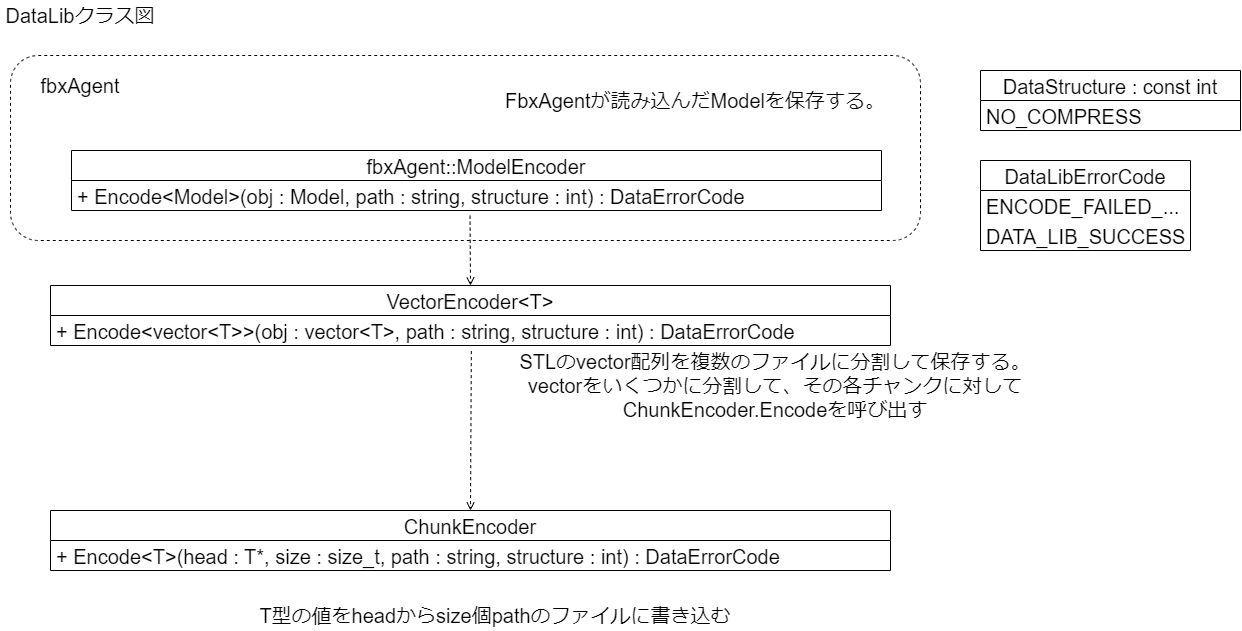 DataLibクラス図
fbxAgent
FbxAgentが読み込んだModelを保存する。
fbxAgent::ModelEncoder
+ Encode<Model>(obj : Model, path : string, structure : int) : DataErrorCode
DataStructure : const int
NO_COMPRESS
DataLibErrorCode
ENCODE_FAILED_...
DATA_LIB_SUCCESS
VectorEncoder<T>
+ Encode<vector<T>>(obj : vector<T>, path : string, structure : int) : DataErrorCode
STLのvector配列を複数のファイルに分割して保存する。
vectorをいくつかに分割して、その各チャンクに対して
ChunkEncoder.Encodeを呼び出す
ChunkEncoder
+ Encode<T>(head : T*, size : size_t, path : string, structure : int) : DataErrorCode
T型の値をheadからsize個pathのファイルに書き込む